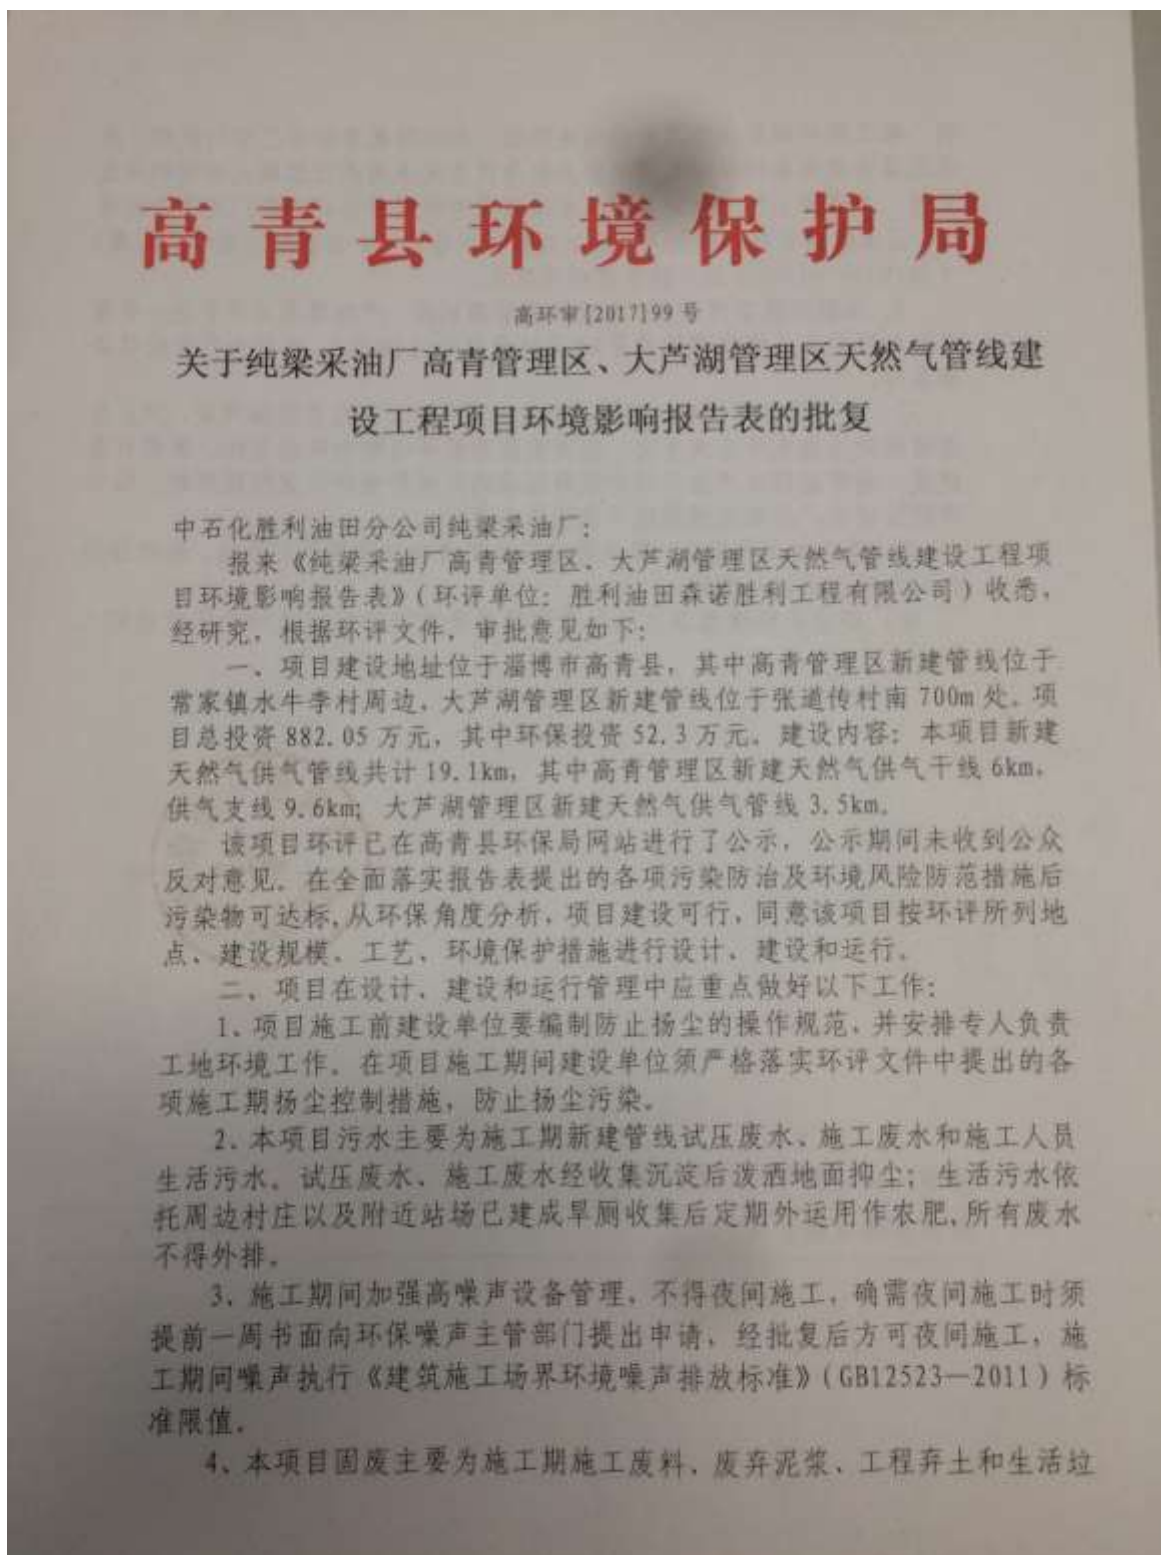 高青县环境保护局
高环审[2017]99号
关于纯梁采油厂高青管理区、大芦湖管理区天然气管线建
设工程项目环境影响报告表的批复
中石化胜利油田分公司纯梁采油厂：
报来《纯梁采油厂高青管理区、大芦湖管理区天然气管线建设工程项
目环境影响报告表》（环评单位：胜利油田森诺胜利工程有限公司）收悉，
经研究，根据环评文件，审批意见如下：
一、项目建设地址位于淄博市高青县，其中高青管理区新建管线位于
常家镇水牛李村周边，大芦湖管理区新建管线位于张道传村南700m处。项
目总投资882.05万元，其中环保投资52.3万元。建设内容：本项目新建
天然气供气管线共计19.1km，其中高青管理区新建天然气供气干线6km，
供气支线9.6km；大芦湖管理区新建天然气供气管线3.5km。
该项目环评已在高青县环保局网站进行了公示，公示期间未收到公众
反对意见。在全面落实报告表提出的各项污染防治及环境风险防范措施后
污染物可达标,从环保角度分析,项目建设可行,同意该项目按环评所列地
点、建设规模、工艺、环境保护措施进行设计、建设和运行。
二、项目在设计、建设和运行管理中应重点做好以下工作：
1、项目施工前建设单位要编制防止扬尘的操作规范，并安排专人负责
工地环境工作。在项目施工期间建设单位须严格落实环评文件中提出的各
项施工期扬尘控制措施，防止扬尘污染。
2、本项目污水主要为施工期新建管线试压废水、施工废水和施工人员
生活污水。试压废水、施工废水经收集沉淀后泼洒地面抑尘；生活污水依
托周边村庄以及附近站场已建成旱厕收集后定期外运用作农肥,所有废水
不得外排。
3、施工期间加强高噪声设备管理，不得夜间施工，确需夜间施工时须
提前一周书面向环保噪声主管部门提出申请，经批复后方可夜间施工，施
工期间噪声执行《建筑施工场界环境噪声排放标准》（GB12523—2011）标
准限值。
4、本项目固废主要为施工期施工废料、废弃泥浆、工程弃土和生活垃